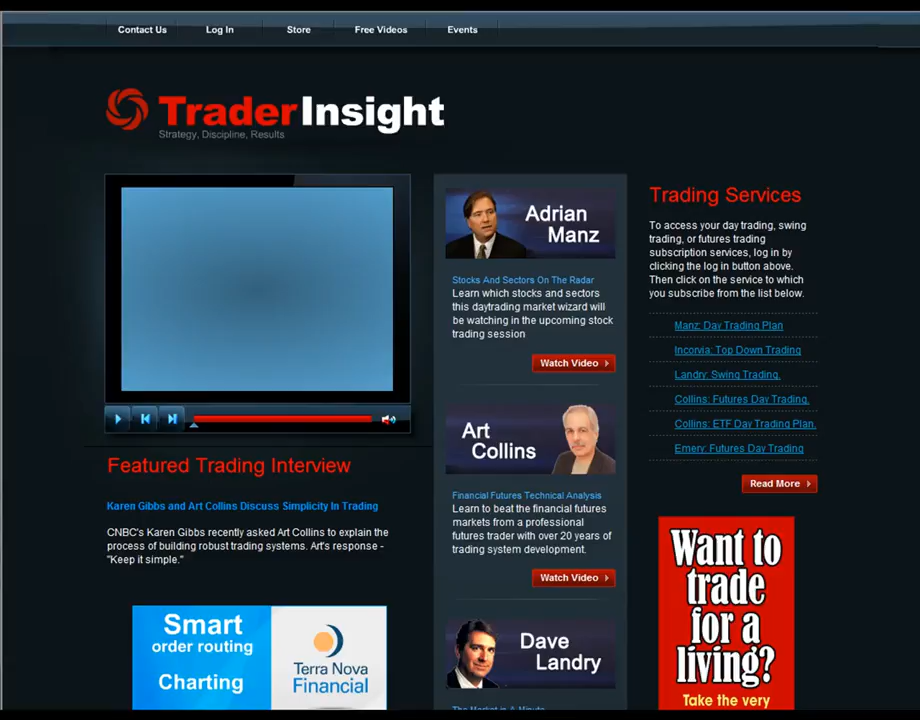 Contact Us
Log In
Store
Free Videos
Events
TraderInsight
Strategy, Discipline, Results
Featured Trading Interview
Karen Gibbs and Art Collins Discuss Simplicity In Trading
CNBC's Karen Gibbs recently asked Art Collins to explain the
process of building robust trading systems. Art's response -
"Keep it simple."
Smart
order routing
Charting
Terra Nova
Financial
Adrian
Manz
Stocks And Sectors On The Radar
Learn which stocks and sectors
this daytrading market wizard will
be watching in the upcoming stock
trading session
Watch Video
Art
Collins
Financial Futures Technical Analysis
Learn to beat the financial futures
markets from a professional
futures trader with over 20 years of
trading system development.
Watch Video
Dave
Landry
The Market in A Minute
Trading Services
To access your day trading, swing
trading, or futures trading
subscription services, log in by
clicking the log in button above.
Then click on the service to which
you subscribe from the list below.
Manz: Day Trading Plan
Incorvia: Top Down Trading
Landry: Swing Trading.
Collins: Futures Day Trading.
Collins: ETF Day Trading Plan.
Emery: Futures Day Trading
Read More
Want to
trade
for a
living?
Take the very